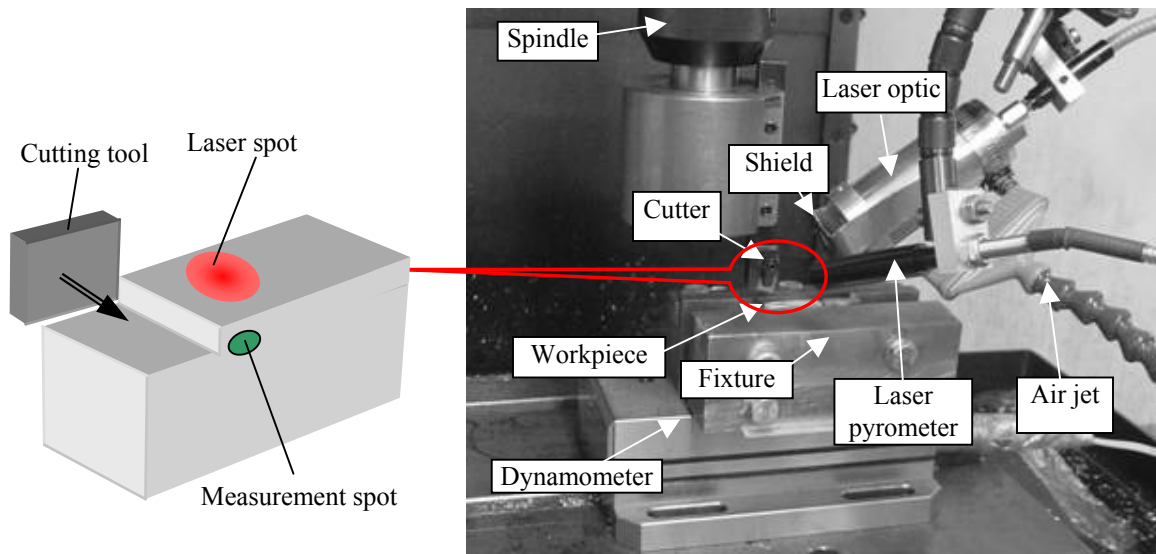 Cutting tool
Laser spot
Measurement spot
Spindle
Laser optic
Shield
Cutter
Workpiece
Fixture
Laser
pyrometer
Air jet
Dynamometer